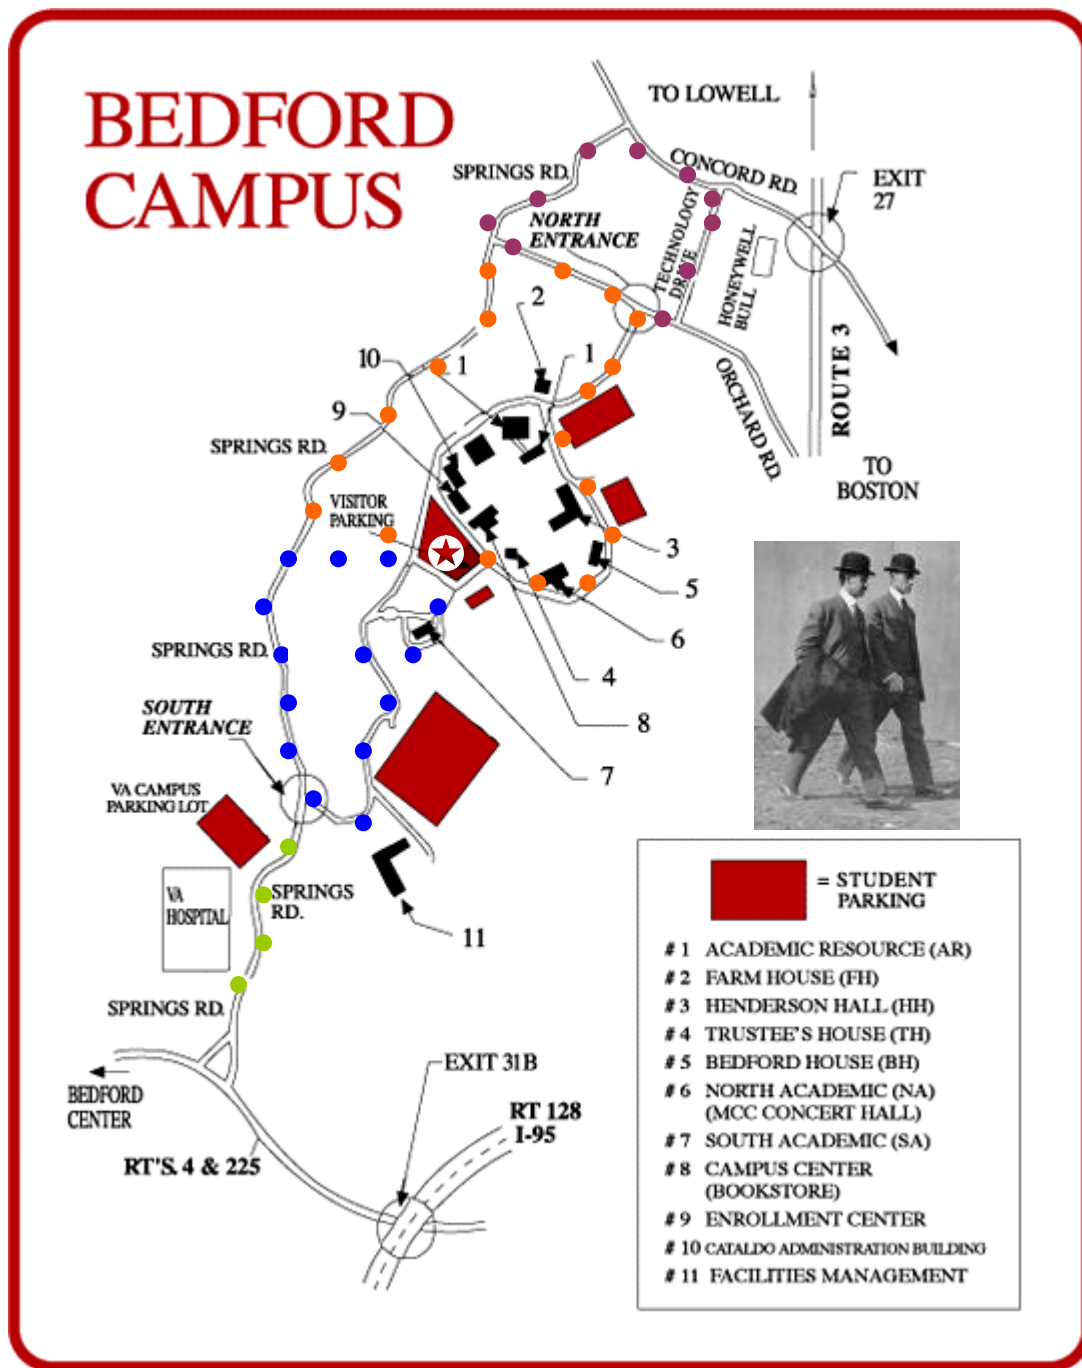 BEDFORD
CAMPUS
TO LOWELL
SPRINGS RD.
CONCORD RD.
EXIT
27
NORTH
ENTRANCE
TECHNOLOGY
DRIVE
HONEYWELL
BULL
2
10
1
1
ROUTE 3
9
ORCHARD RD.
SPRINGS RD.
TO
BOSTON
VISITOR
PARKING
3
5
6
SPRINGS RD.
4
SOUTH
ENTRANCE
8
7
VA CAMPUS
PARKING LOT
SPRINGS
RD.
VA
HOSPITAL
11
SPRINGS RD.
EXIT 31B
BEDFORD
CENTER
RT 128
I-95
RT'S. 4 & 225
= STUDENT
PARKING
# 1 ACADEMIC RESOURCE (AR)
# 2 FARM HOUSE (FH)
# 3 HENDERSON HALL (HH)
# 4 TRUSTEE'S HOUSE (TH)
# 5 BEDFORD HOUSE (BH)
# 6 NORTH ACADEMIC (NA)
(MCC CONCERT HALL)
# 7 SOUTH ACADEMIC (SA)
# 8 CAMPUS CENTER
(BOOKSTORE)
# 9 ENROLLMENT CENTER
# 10 CATALDO ADMINISTRATION BUILDING
# 11 FACILITIES MANAGEMENT